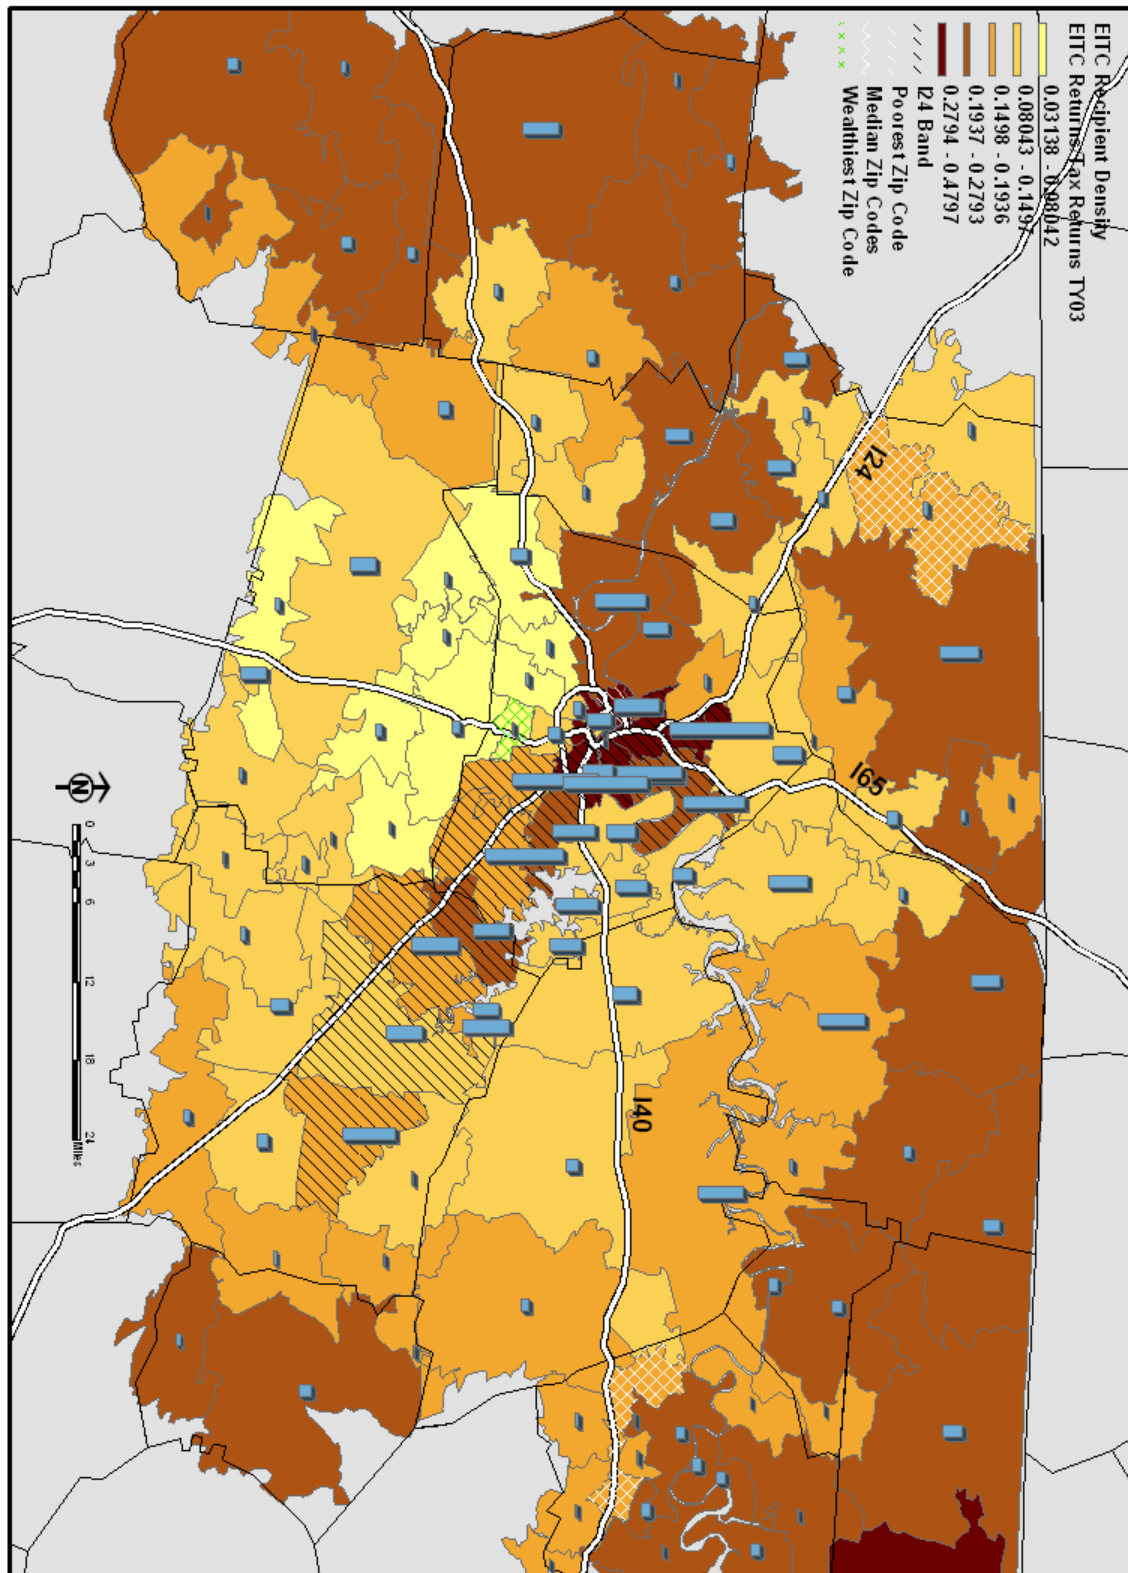 EITC Recipient Density
EITC Returns/Tax Returns TY03
0.03138 - 0.08042
0.08043 - 0.1497
0.1498 - 0.1936
0.1937 - 0.2793
0.2794 - 0.4797
I24 Band
Poorest Zip Code
Median Zip Codes
Wealthiest Zip Code
I24
I65
I40
N
0 3 6 12 18 24
Miles